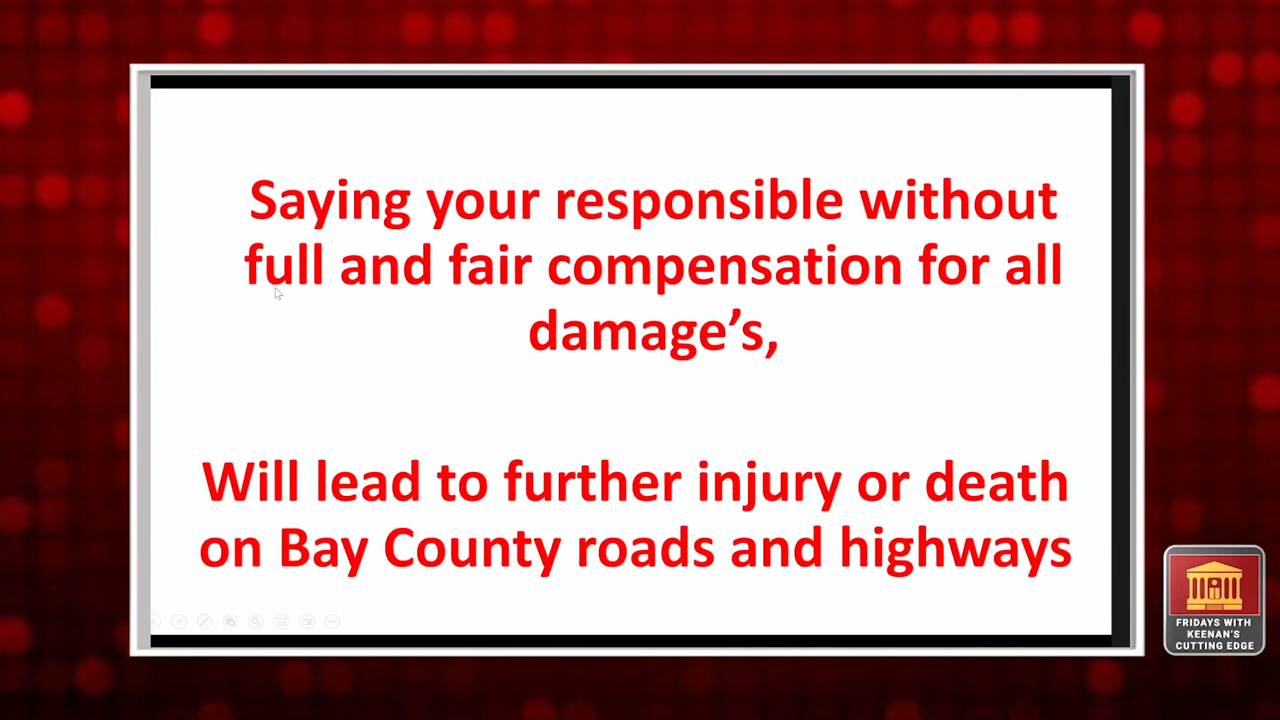 Saying your responsible without
full and fair compensation for all
damage’s,
Will lead to further injury or death
on Bay County roads and highways
FRIDAYS WITH
KEENAN'S
CUTTING EDGE